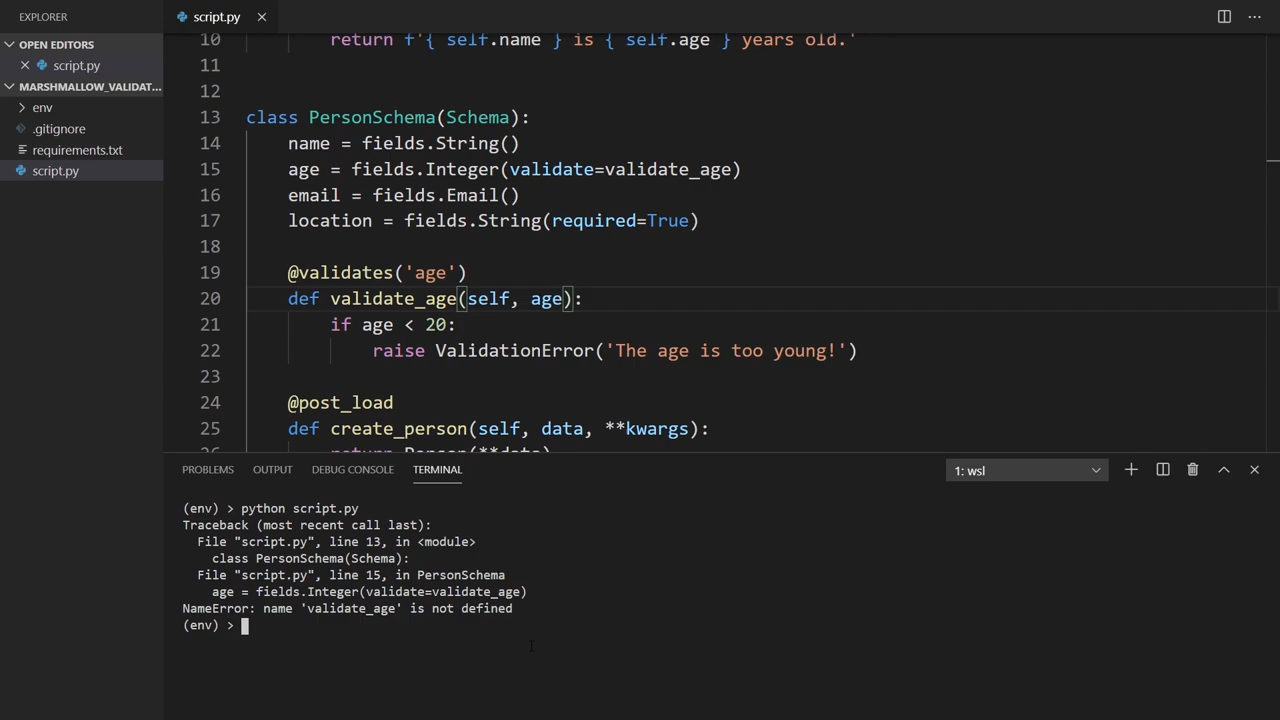 EXPLORER
script.py
OPEN EDITORS
script.py
MARSHMALLOW_VALIDAT...
env
.gitignore
requirements.txt
script.py
10 return f'{ self.name } is { self.age } years old.'
11
12
13 class PersonSchema(Schema):
14 name = fields.String()
15 age = fields.Integer(validate=validate_age)
16 email = fields.Email()
17 location = fields.String(required=True)
18
19 @validates('age')
20 def validate_age(self, age):
21 if age < 20:
22 raise ValidationError('The age is too young!')
23
24 @post_load
25 def create_person(self, data, **kwargs):
26 return Person(**data)
PROBLEMS OUTPUT DEBUG CONSOLE TERMINAL 1: wsl
(env) > python script.py
Traceback (most recent call last):
File "script.py", line 13, in <module>
class PersonSchema(Schema):
File "script.py", line 15, in PersonSchema
age = fields.Integer(validate=validate_age)
NameError: name 'validate_age' is not defined
(env) >